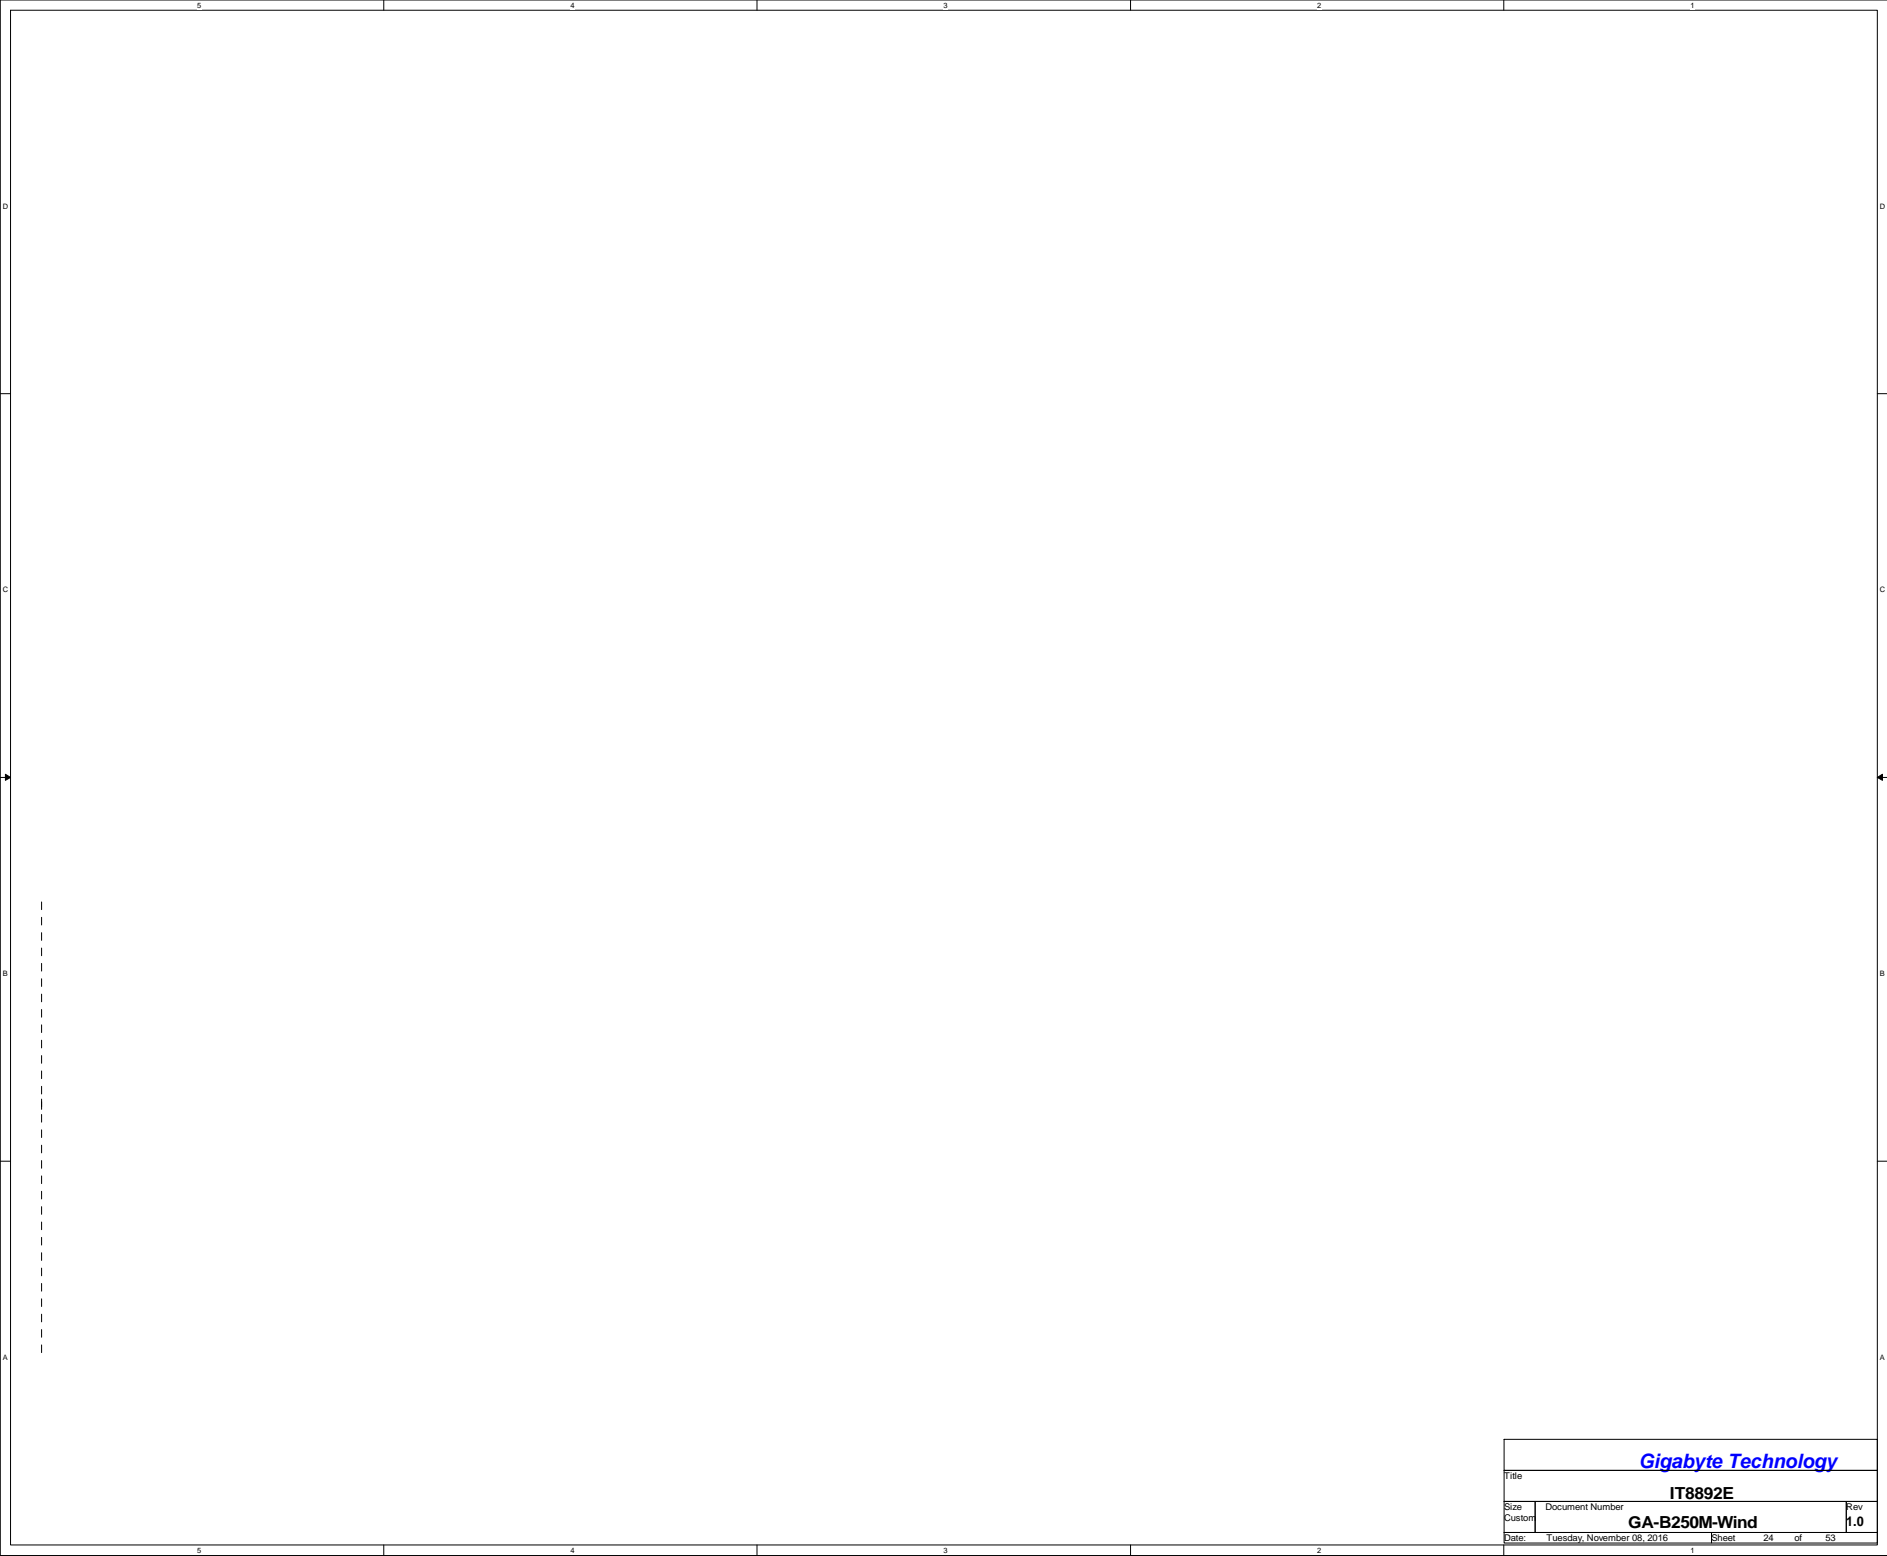 5 4 3 2 1
D D
C C
B B
A A
Gigabyte Technology
Title
IT8892E
Size Document Number Rev
Custom GA-B250M-Wind 1.0
Date: Tuesday, November 08, 2016 Sheet 24 of 53
5 4 3 2 1